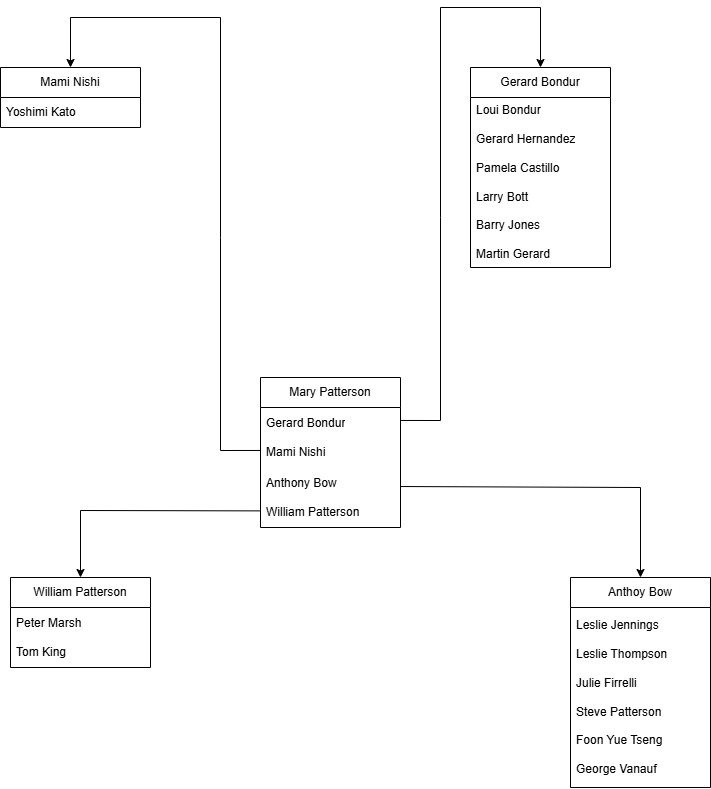 Mami Nishi
Yoshimi Kato
Gerard Bondur
Loui Bondur
Gerard Hernandez
Pamela Castillo
Larry Bott
Barry Jones
Martin Gerard
Mary Patterson
Gerard Bondur
Mami Nishi
Anthony Bow
William Patterson
William Patterson
Peter Marsh
Tom King
Anthoy Bow
Leslie Jennings
Leslie Thompson
Julie Firrelli
Steve Patterson
Foon Yue Tseng
George Vanauf